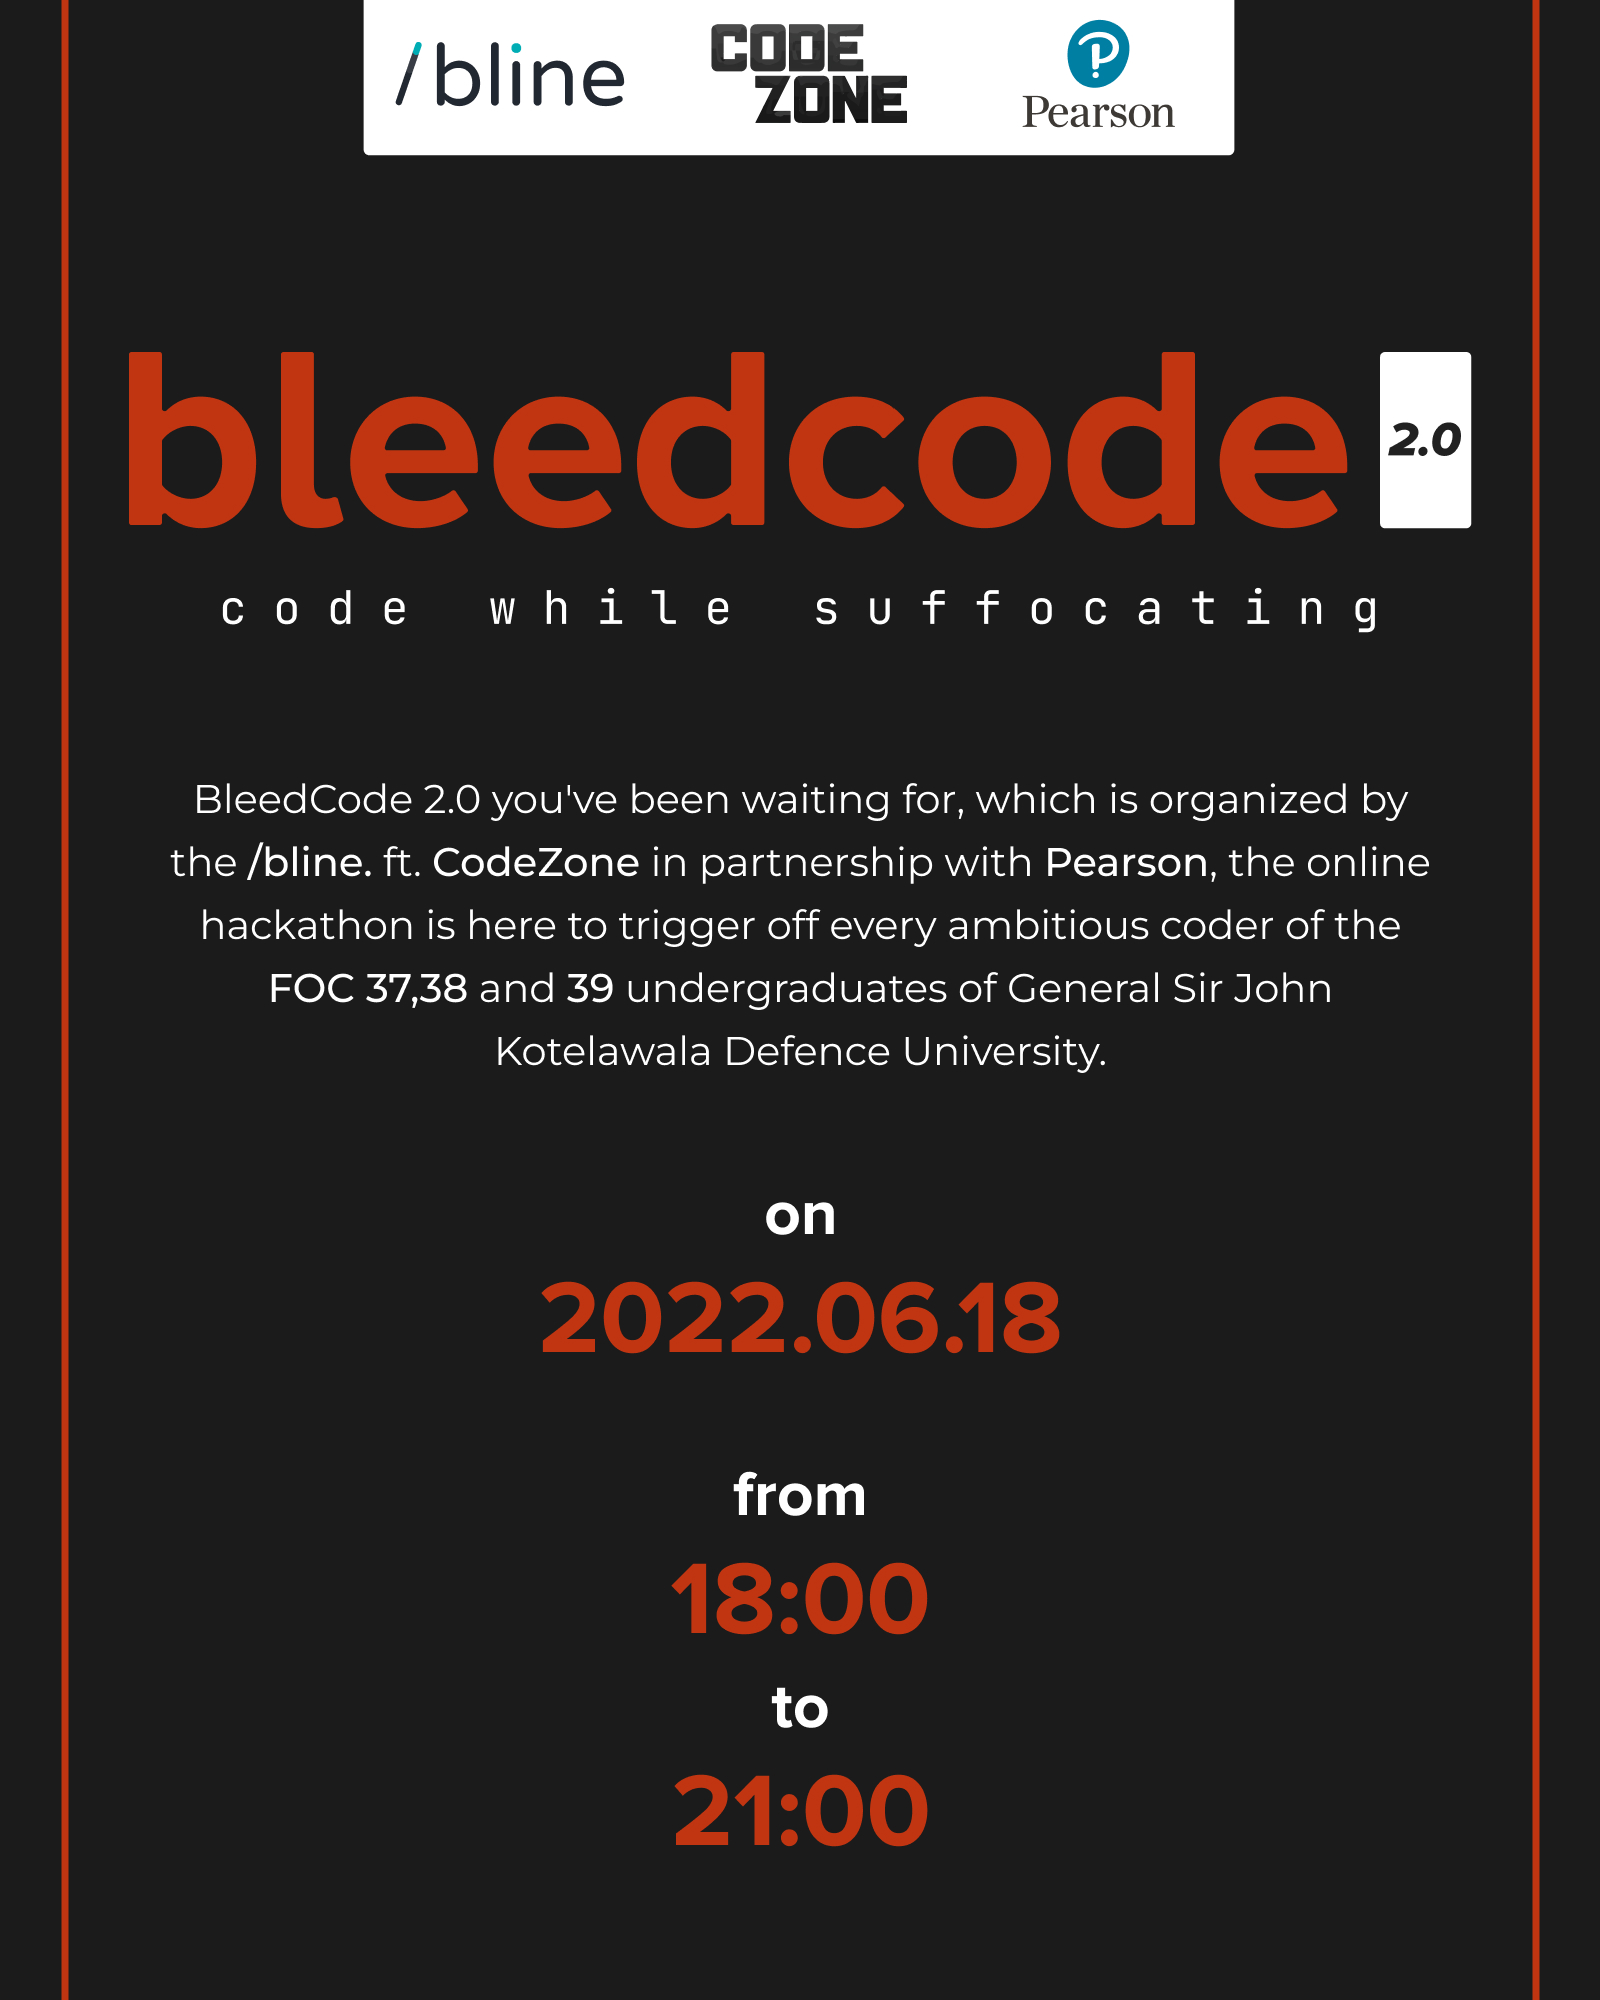 /bline
CODE
ZONE
Pearson
bleedcode 2.0
code while suffocating
BleedCode 2.0 you've been waiting for, which is organized by
the /bline. ft. CodeZone in partnership with Pearson, the online
hackathon is here to trigger off every ambitious coder of the
FOC 37,38 and 39 undergraduates of General Sir John
Kotelawala Defence University.
on
2022.06.18
from
18:00
to
21:00